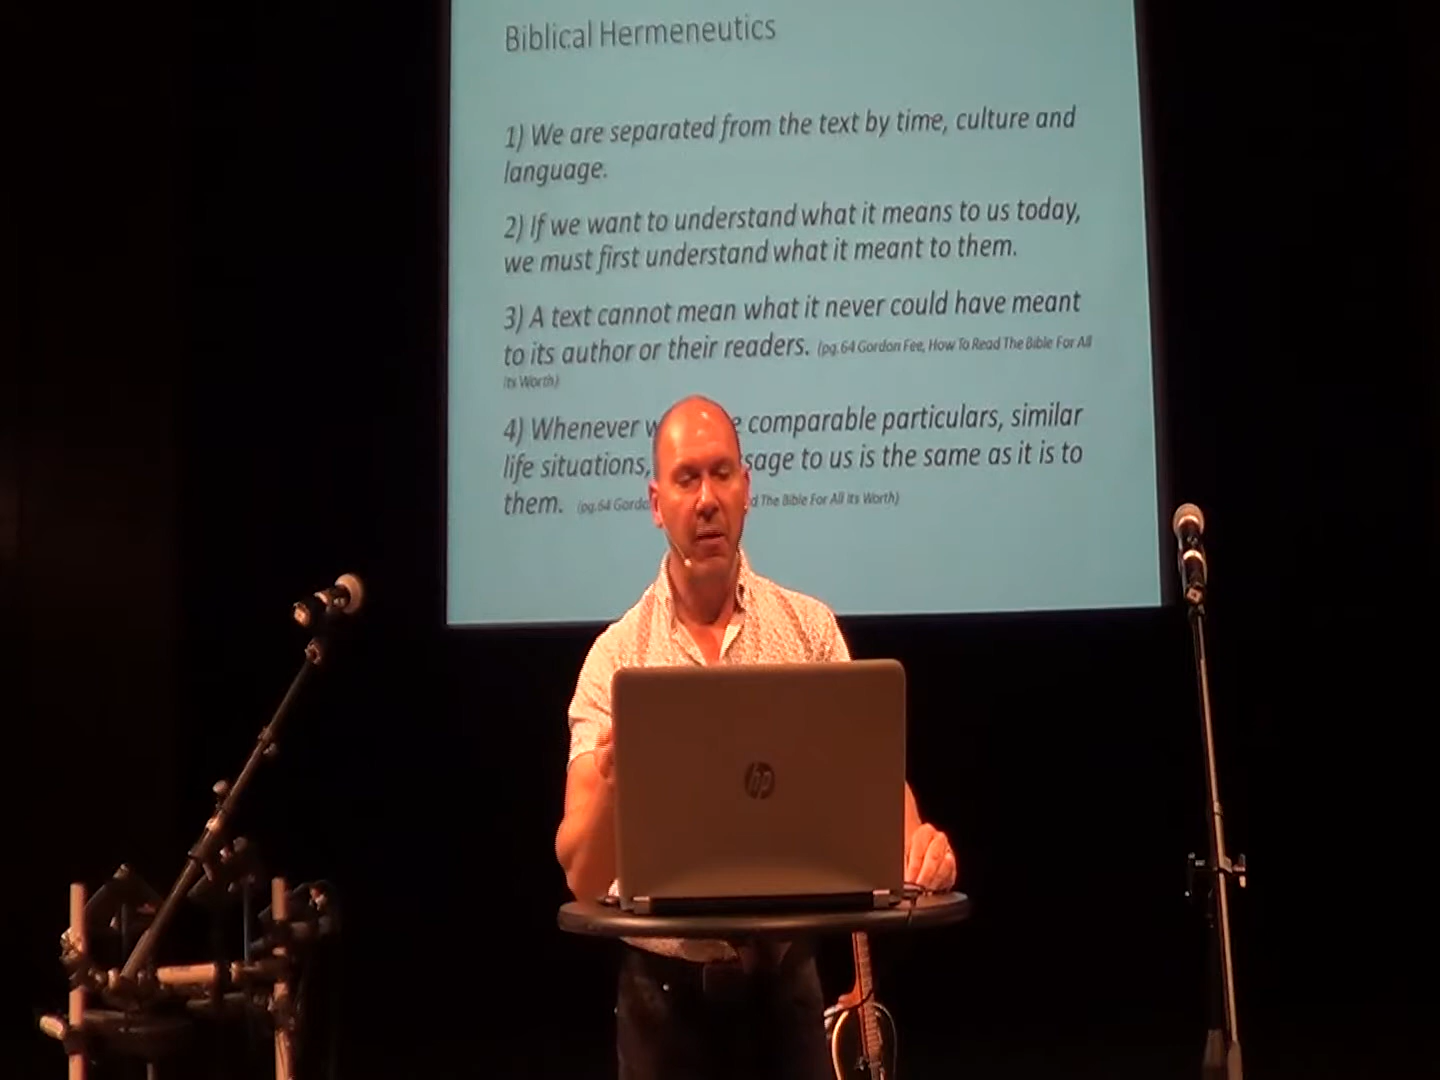 Biblical Hermeneutics
1) We are separated from the text by time, culture and
language.
2) If we want to understand what it means to us today,
we must first understand what it meant to them.
3) A text cannot mean what it never could have meant
to its author or their readers. (pg.64 Gordon Fee, How To Read The Bible For All
Its Worth)
4) Whenever comparable particulars, similar
life situations, to us is the same as it is to
them. (pg.64 The Bible For All Its Worth)
hp